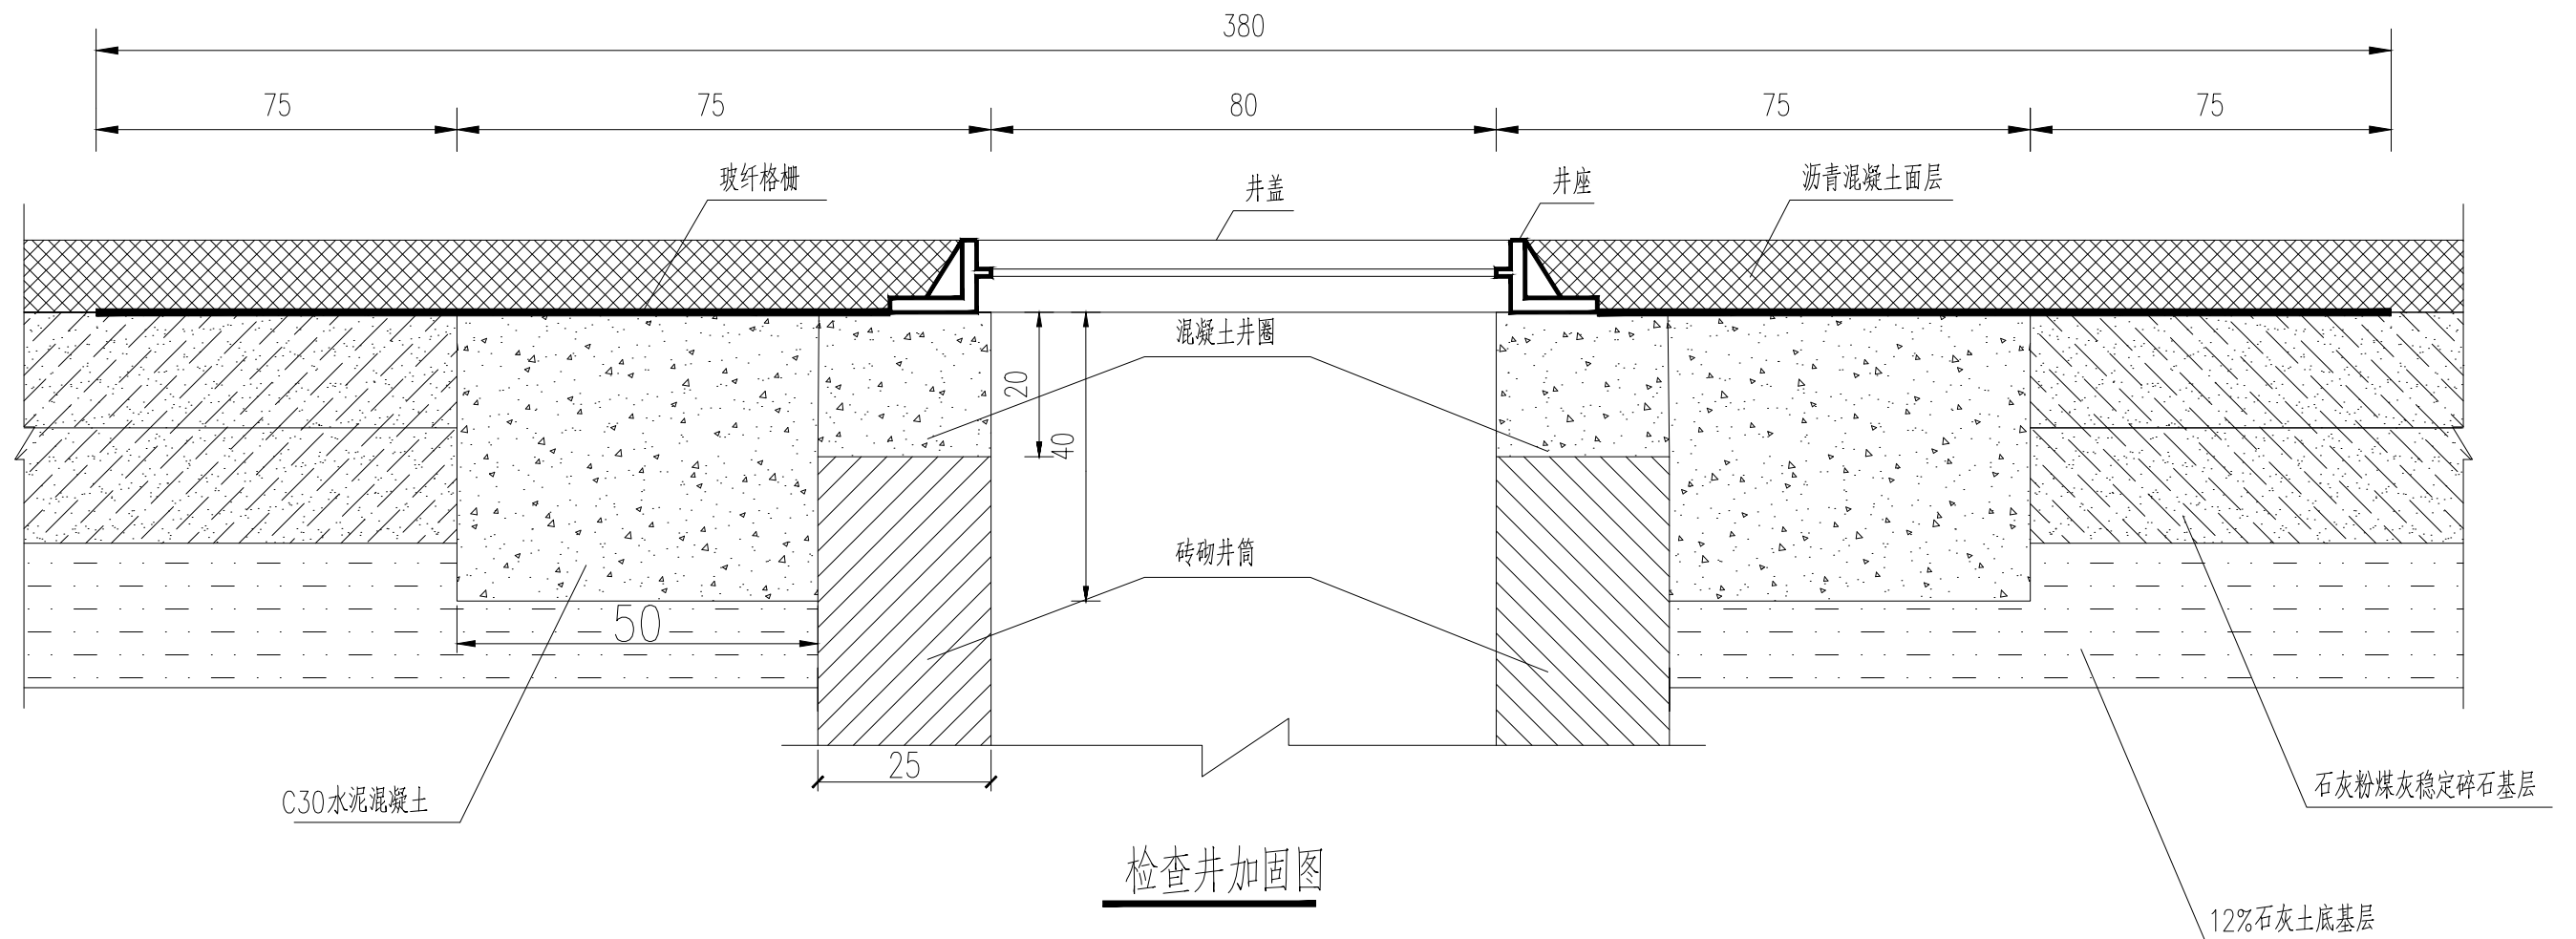 380
75 75 80 75 75
玻纤格栅 井盖 井座 沥青混凝土面层
混凝土井圈
20
40
砖砌井筒
50
25
C30水泥混凝土
石灰粉煤灰稳定碎石基层
检查井加固图
12%石灰土底基层